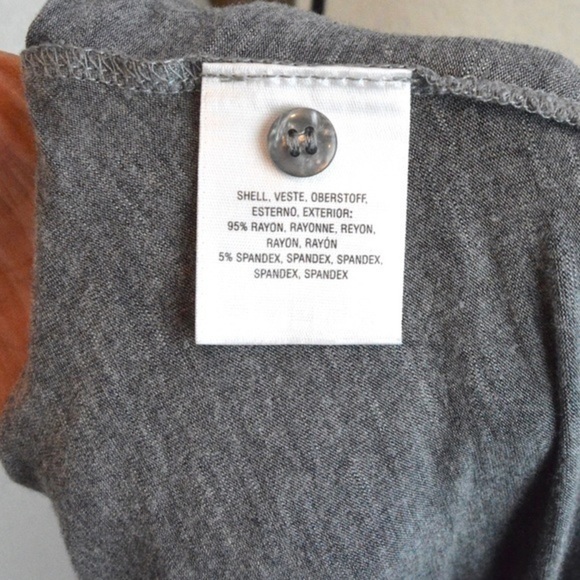 SHELL, VESTE, OBERSTOFF,
ESTERNO, EXTERIOR:
95% RAYON, RAYONNE, REYON,
RAYON, RAYÓN
5% SPANDEX, SPANDEX, SPANDEX,
SPANDEX, SPANDEX